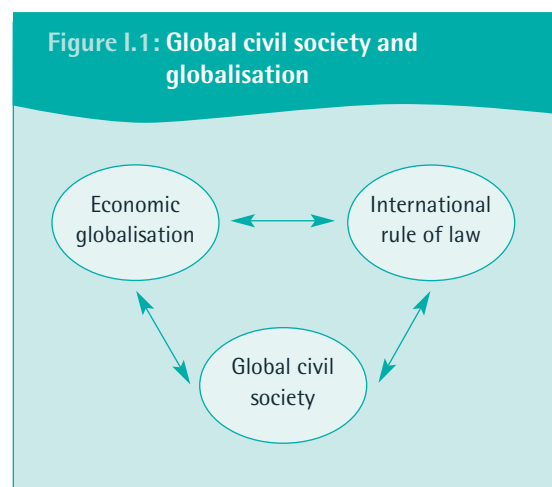 Figure I.1: Global civil society and
globalisation
Economic
globalisation
International
rule of law
Global civil
society